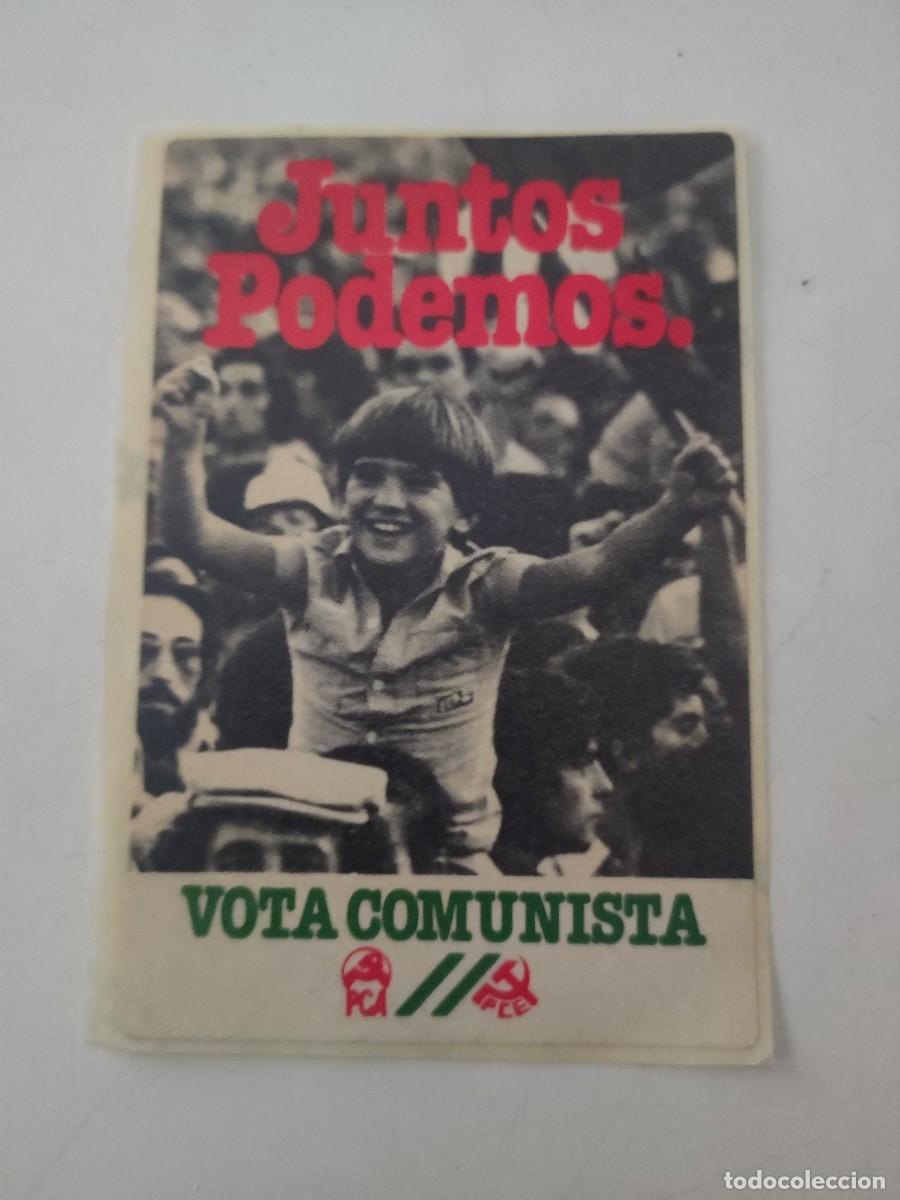 Juntos
Podemos.
VOTA COMUNISTA
PCA // PCE
todocoleccion